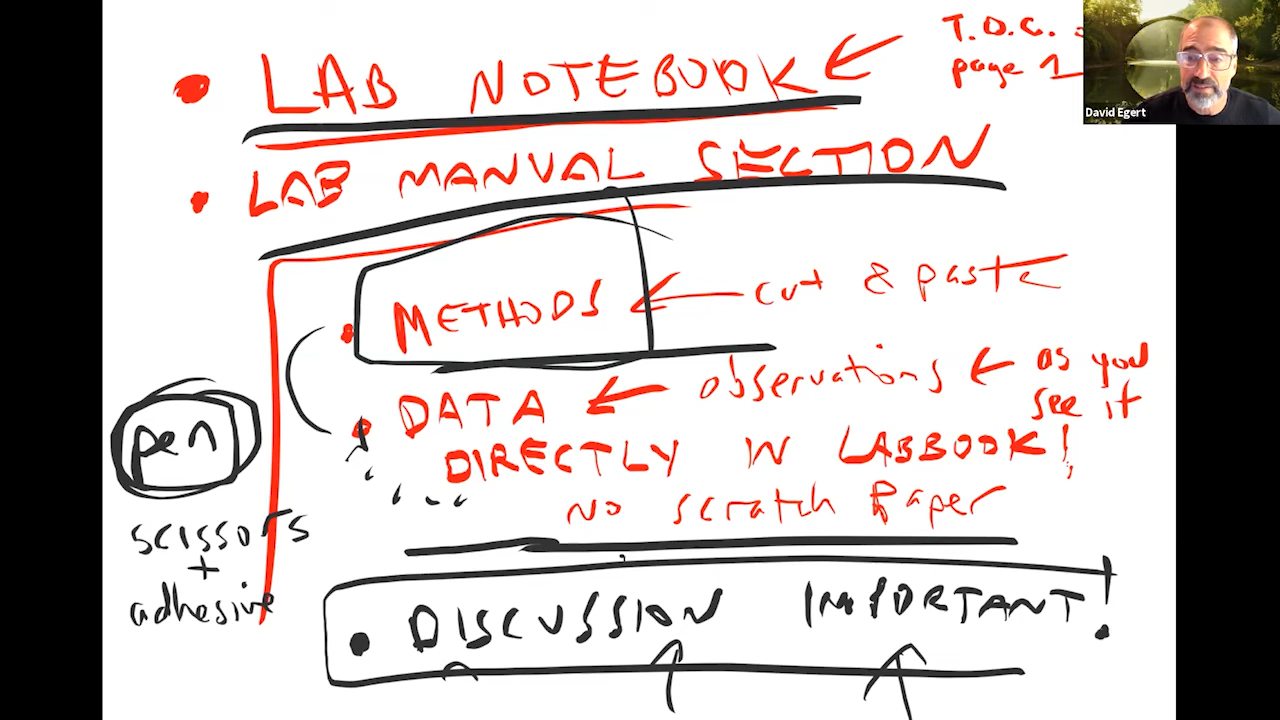 T.O.C.
page 1
David Egert
• LAB NOTEBOOK ←
• LAB MANUAL SECTION
• METHODS ← cut & paste
• DATA ← observations ← as you
see it
DIRECTLY IN LABBOOK!
NO scratch Paper
pen
scissors
+
adhesive
• DISCUSSION IMPORTANT!